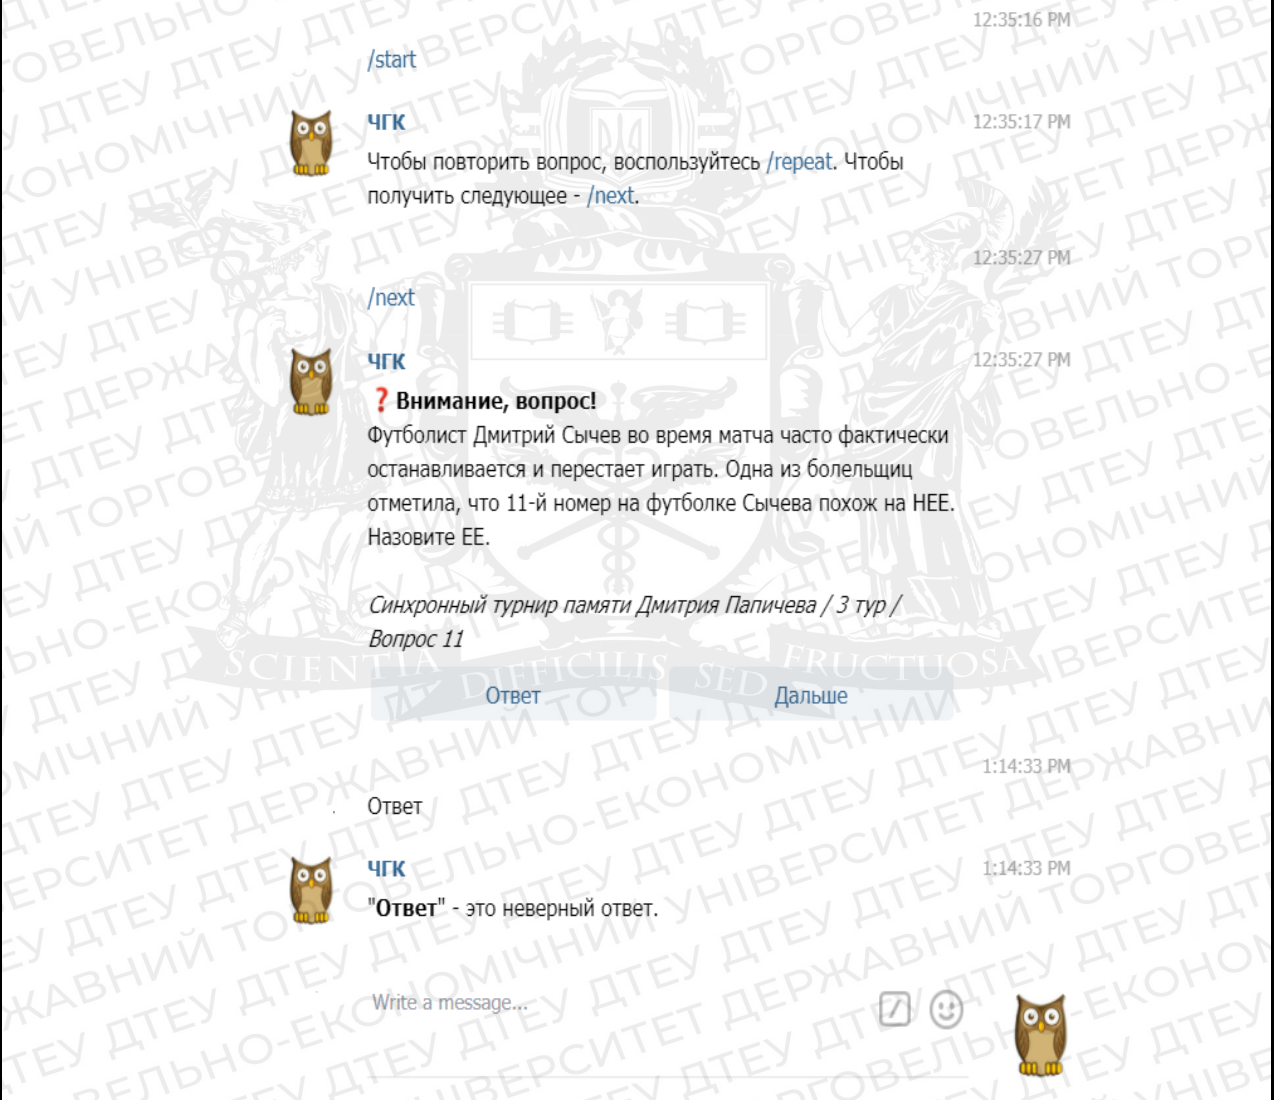 12:35:16 PM
/start
ЧГК
12:35:17 PM
Чтобы повторить вопрос, воспользуйтесь /repeat. Чтобы
получить следующее - /next.
12:35:27 PM
/next
ЧГК
12:35:27 PM
❓Внимание, вопрос!
Футболист Дмитрий Сычев во время матча часто фактически
останавливается и перестает играть. Одна из болельщиц
отметила, что 11-й номер на футболке Сычева похож на НЕЕ.
Назовите ЕЕ.
Синхронный турнир памяти Дмитрия Папичева / 3 тур /
Вопрос 11
SCIENTIA DIFFICILIS SED FRUCTUOSA
Ответ
Дальше
1:14:33 PM
Ответ
ЧГК
1:14:33 PM
"Ответ" - это неверный ответ.
Write a message...